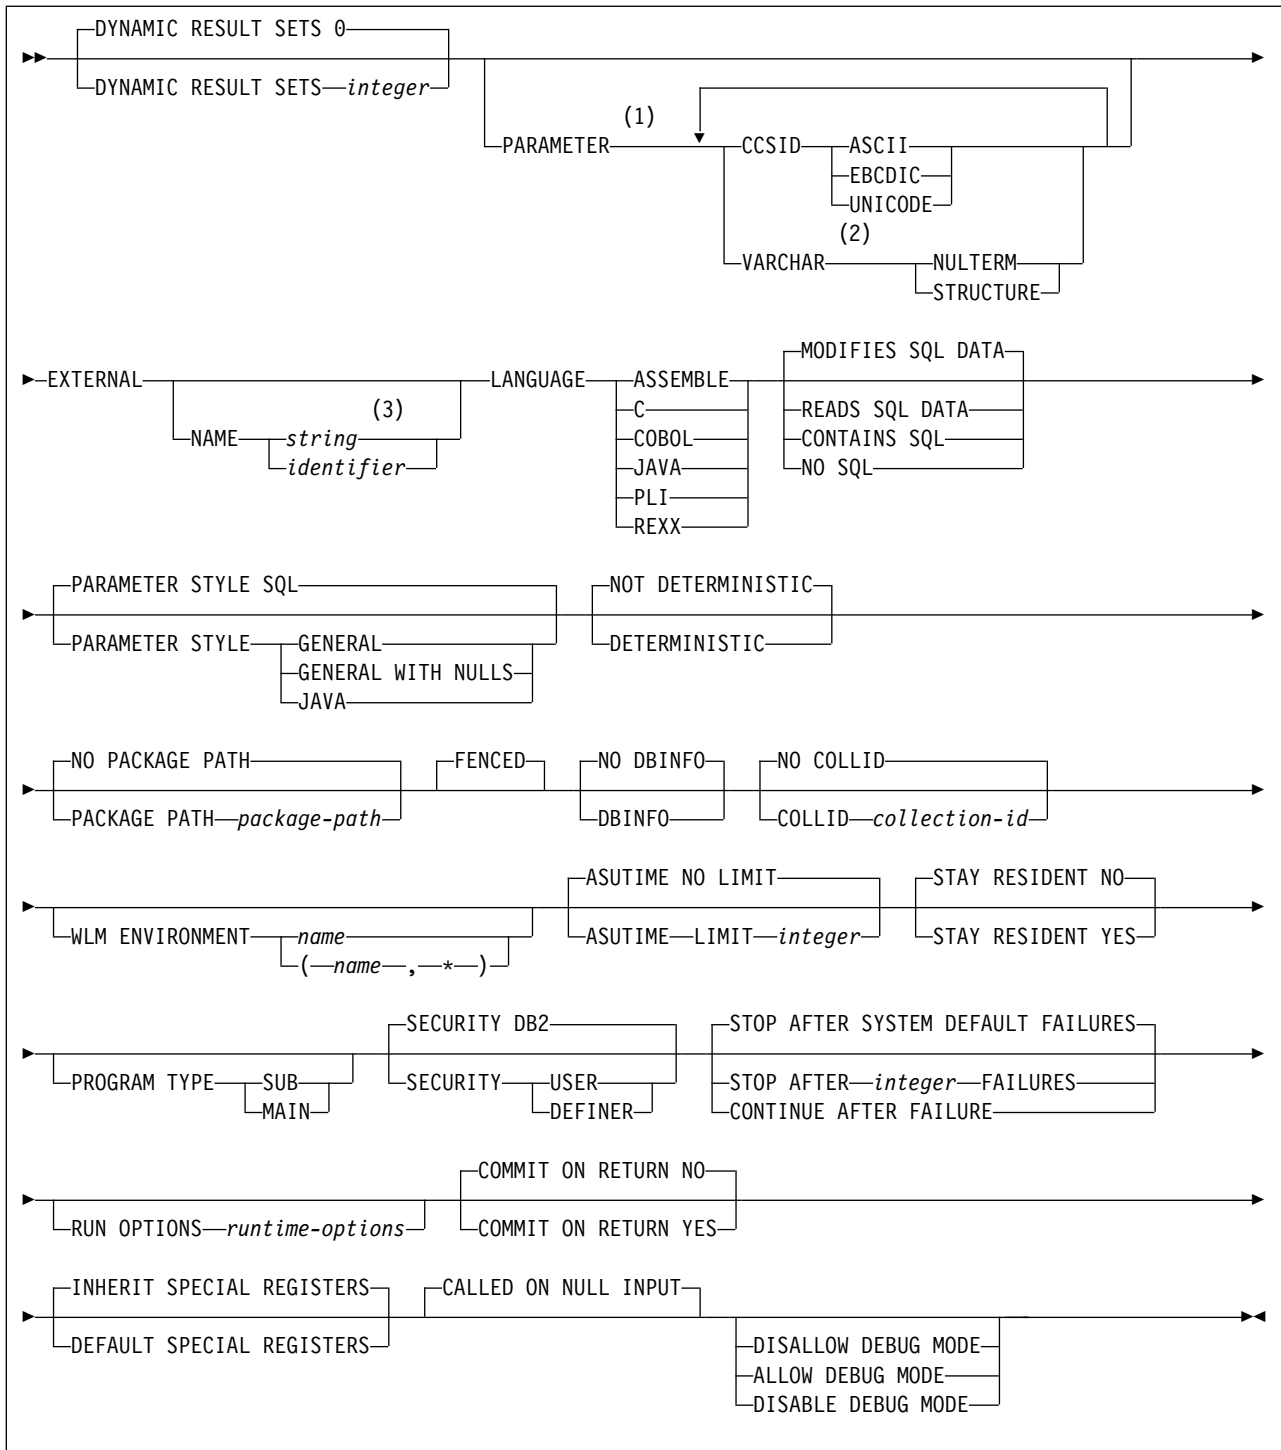 DYNAMIC RESULT SETS 0
DYNAMIC RESULT SETS integer
(1)
PARAMETER CCSID ASCII
EBCDIC
UNICODE
(2)
VARCHAR NULTERM
STRUCTURE
MODIFIES SQL DATA
EXTERNAL LANGUAGE ASSEMBLE
(3) C READS SQL DATA
NAME string COBOL CONTAINS SQL
identifier JAVA NO SQL
PLI
REXX
PARAMETER STYLE SQL NOT DETERMINISTIC
PARAMETER STYLE GENERAL DETERMINISTIC
GENERAL WITH NULLS
JAVA
NO PACKAGE PATH FENCED NO DBINFO NO COLLID
PACKAGE PATH package-path DBINFO COLLID collection-id
ASUTIME NO LIMIT STAY RESIDENT NO
WLM ENVIRONMENT name ASUTIME LIMIT integer STAY RESIDENT YES
( name , * )
SECURITY DB2 STOP AFTER SYSTEM DEFAULT FAILURES
PROGRAM TYPE SUB SECURITY USER STOP AFTER integer FAILURES
MAIN DEFINER CONTINUE AFTER FAILURE
COMMIT ON RETURN NO
RUN OPTIONS runtime-options COMMIT ON RETURN YES
INHERIT SPECIAL REGISTERS CALLED ON NULL INPUT
DEFAULT SPECIAL REGISTERS DISALLOW DEBUG MODE
ALLOW DEBUG MODE
DISABLE DEBUG MODE